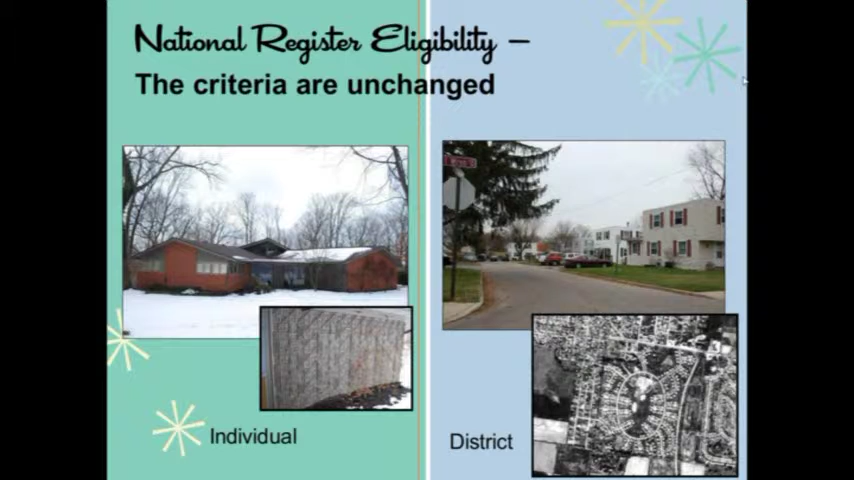 National Register Eligibility –
The criteria are unchanged
Individual
District